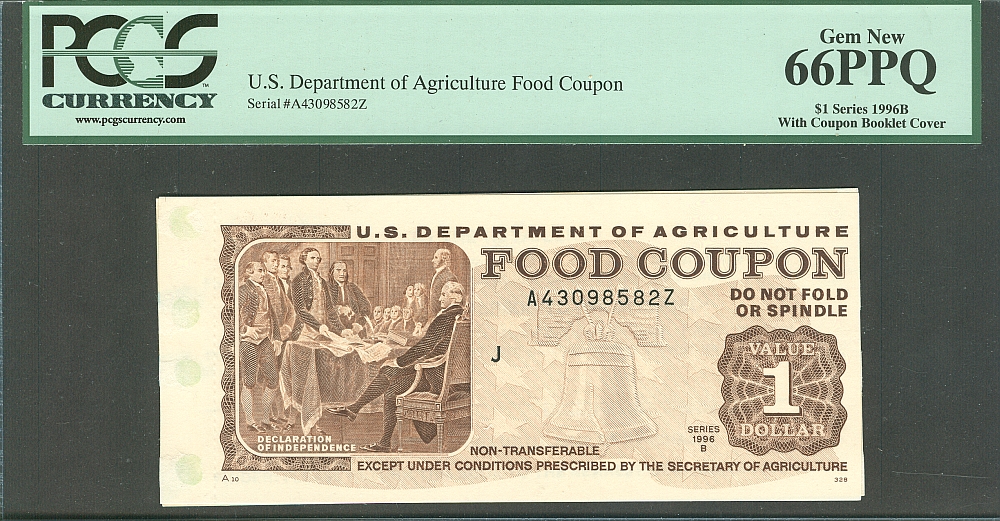 PCGS
CURRENCY
™
www.pcgscurrency.com
U.S. Department of Agriculture Food Coupon
Serial #A43098582Z
Gem New
66PPQ
$1 Series 1996B
With Coupon Booklet Cover
U.S. DEPARTMENT OF AGRICULTURE
FOOD COUPON
A43098582Z
DO NOT FOLD
OR SPINDLE
J
VALUE
1
DOLLAR
SERIES
1996
B
DECLARATION
OF INDEPENDENCE
NON-TRANSFERABLE
EXCEPT UNDER CONDITIONS PRESCRIBED BY THE SECRETARY OF AGRICULTURE
A 10
328